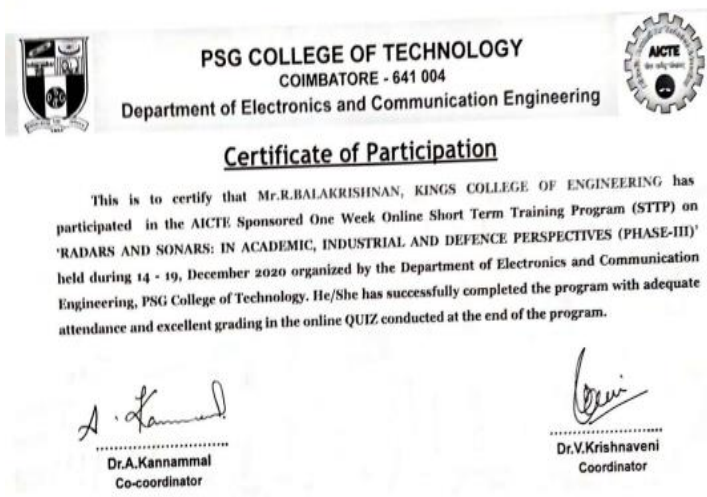 PSG COLLEGE OF TECHNOLOGY
COIMBATORE - 641 004
Department of Electronics and Communication Engineering
AICTE
Certificate of Participation
This is to certify that Mr.R.BALAKRISHNAN, KINGS COLLEGE OF ENGINEERING has
participated in the AICTE Sponsored One Week Online Short Term Training Program (STTP) on
'RADARS AND SONARS: IN ACADEMIC, INDUSTRIAL AND DEFENCE PERSPECTIVES (PHASE-III)'
held during 14 - 19, December 2020 organized by the Department of Electronics and Communication
Engineering, PSG College of Technology. He/She has successfully completed the program with adequate
attendance and excellent grading in the online QUIZ conducted at the end of the program.
A. Kannammal
Dr.A.Kannammal
Co-coordinator
Dr.V.Krishnaveni
Coordinator